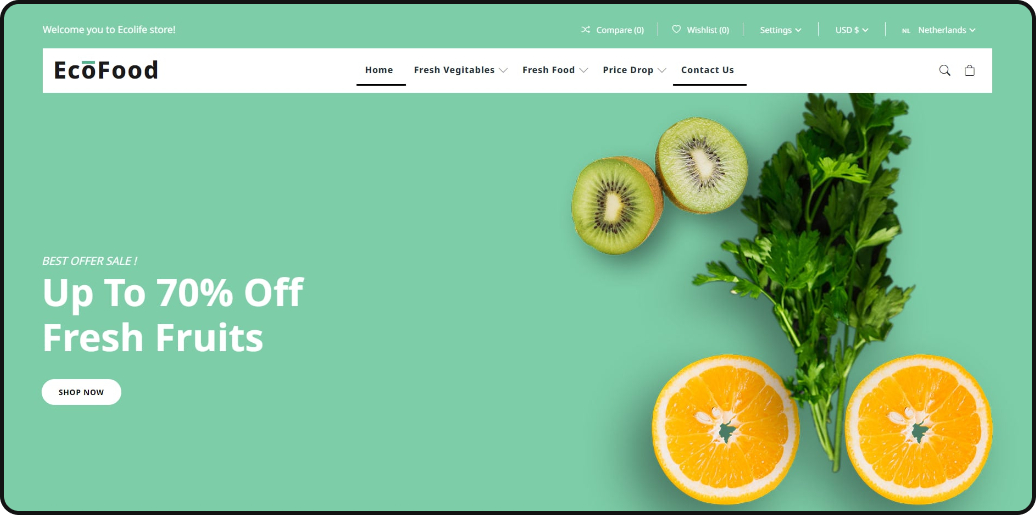 Welcome you to Ecolife store!
Compare (0)
Wishlist (0)
Settings
USD $
NL Netherlands
EcōFood
Home
Fresh Vegitables
Fresh Food
Price Drop
Contact Us
BEST OFFER SALE !
Up To 70% Off
Fresh Fruits
SHOP NOW